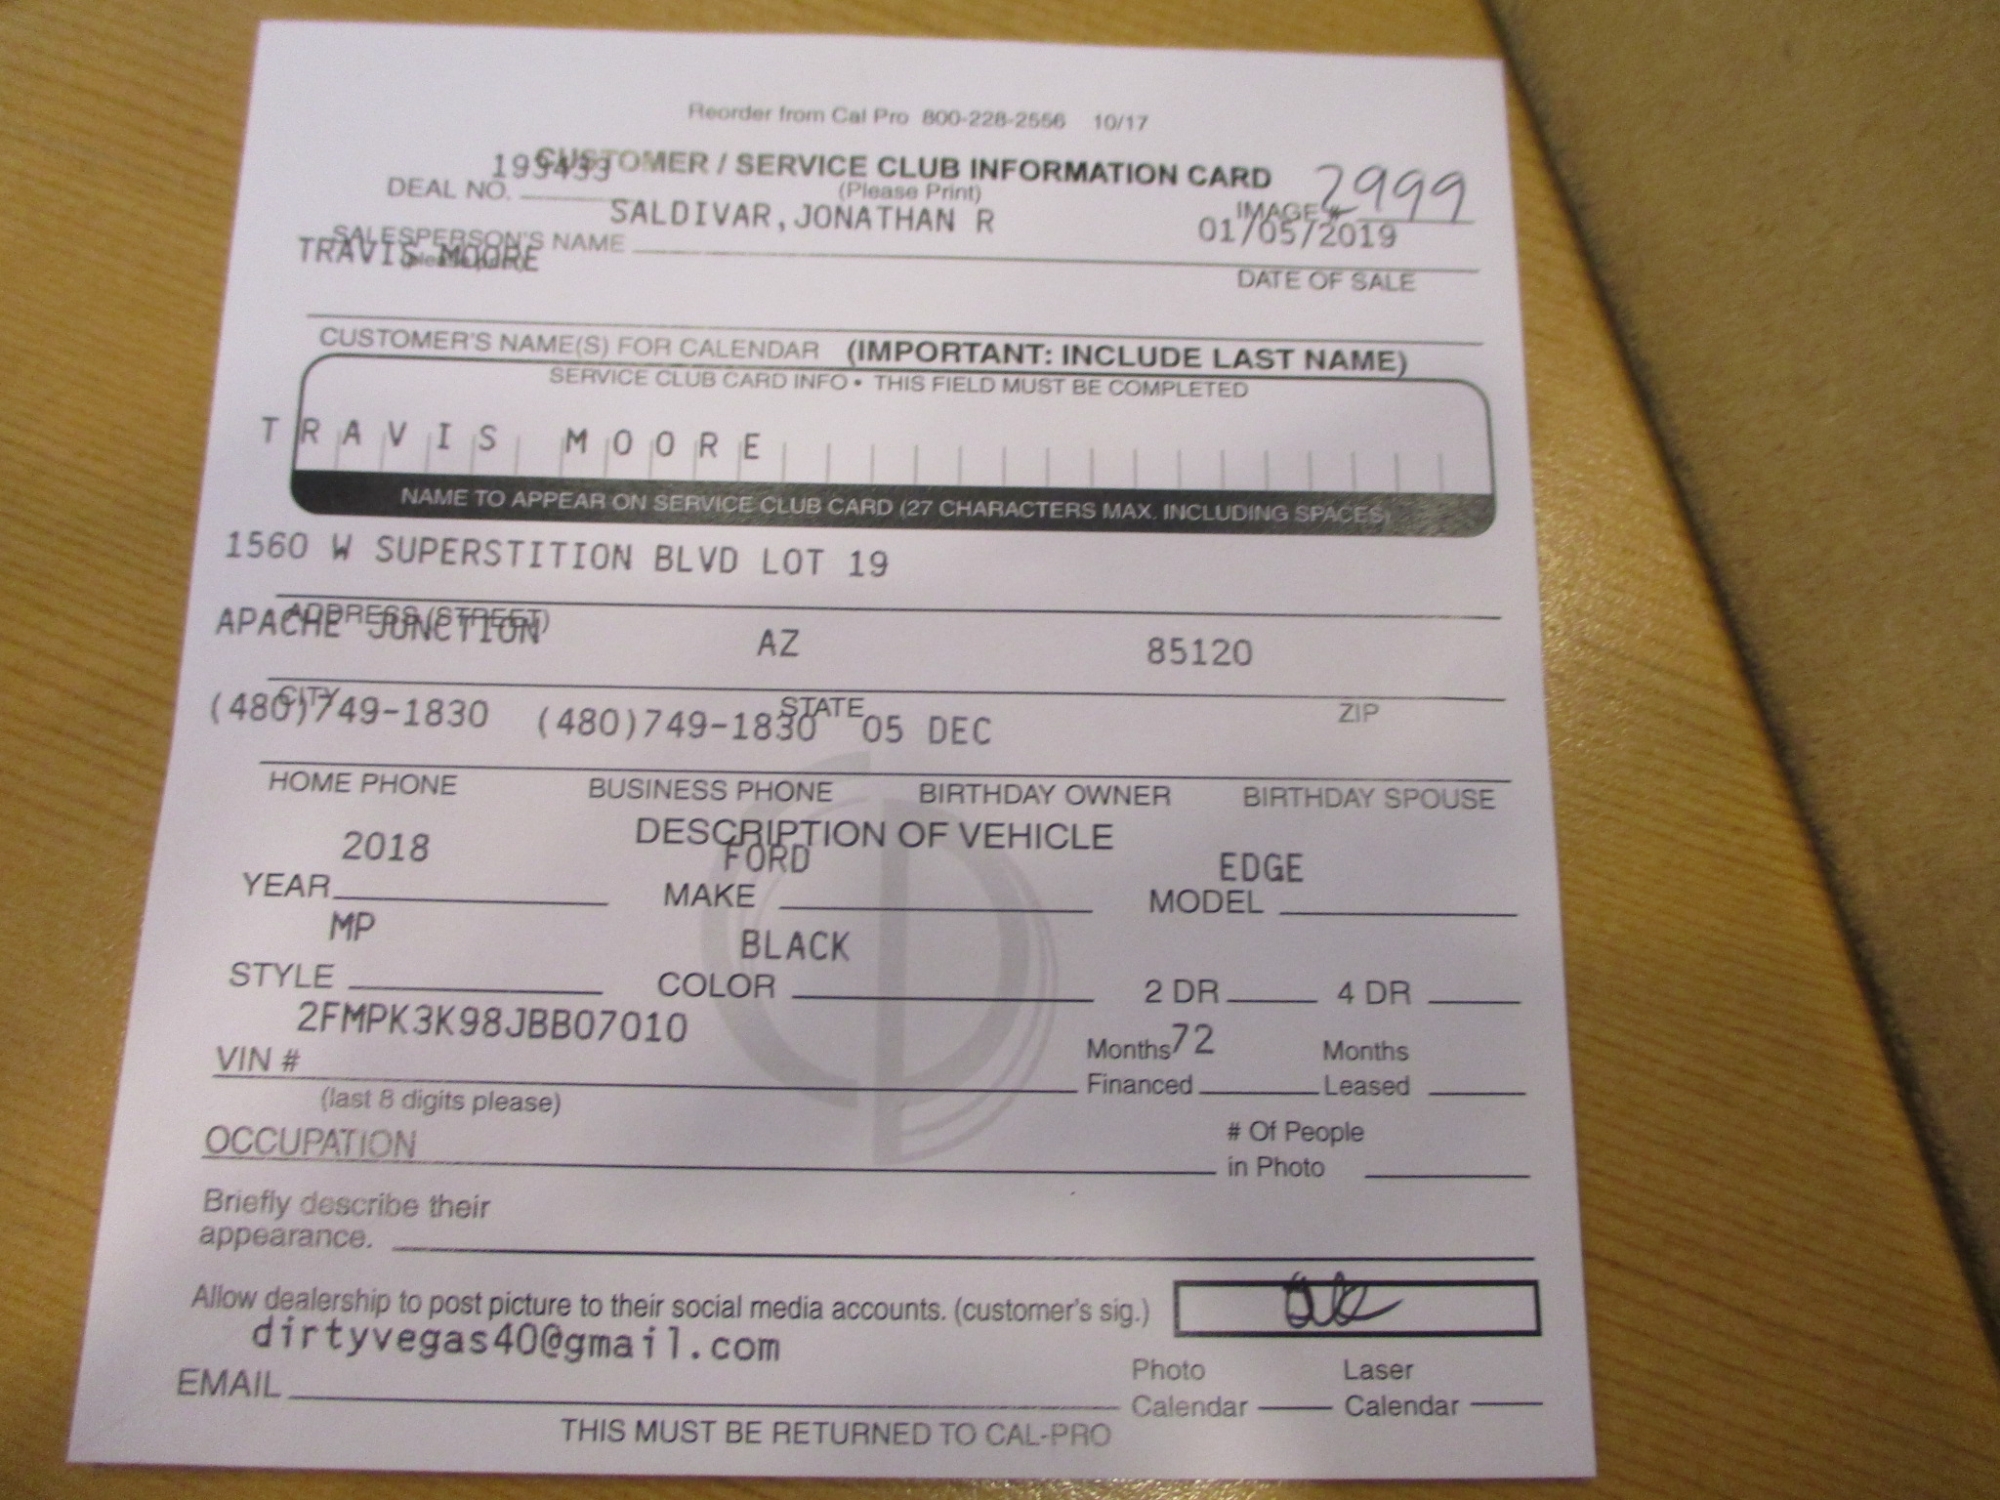 Reorder from Cal Pro 800-228-2556 10/17
CUSTOMER / SERVICE CLUB INFORMATION CARD
(Please Print)
DEAL NO. 199433
IMAGE # 2999
SALDIVAR,JONATHAN R
01/05/2019
SALESPERSON'S NAME
DATE OF SALE
TRAVIS MOORE
CUSTOMER'S NAME(S) FOR CALENDAR (IMPORTANT: INCLUDE LAST NAME)
SERVICE CLUB CARD INFO • THIS FIELD MUST BE COMPLETED
TRAVIS MOORE
NAME TO APPEAR ON SERVICE CLUB CARD (27 CHARACTERS MAX. INCLUDING SPACES)
1560 W SUPERSTITION BLVD LOT 19
ADDRESS (STREET)
APACHE JUNCTION AZ 85120
CITY STATE ZIP
(480)749-1830 (480)749-1830 05 DEC
HOME PHONE BUSINESS PHONE BIRTHDAY OWNER BIRTHDAY SPOUSE
DESCRIPTION OF VEHICLE
2018 FORD EDGE
YEAR MAKE MODEL
MP BLACK
STYLE COLOR 2 DR 4 DR
2FMPK3K98JBB07010 72
VIN # Months Financed Months Leased
(last 8 digits please)
OCCUPATION # Of People in Photo
Briefly describe their
appearance.
Allow dealership to post picture to their social media accounts. (customer's sig.)
dirtyvegas40@gmail.com
EMAIL Photo Calendar Laser Calendar
THIS MUST BE RETURNED TO CAL-PRO